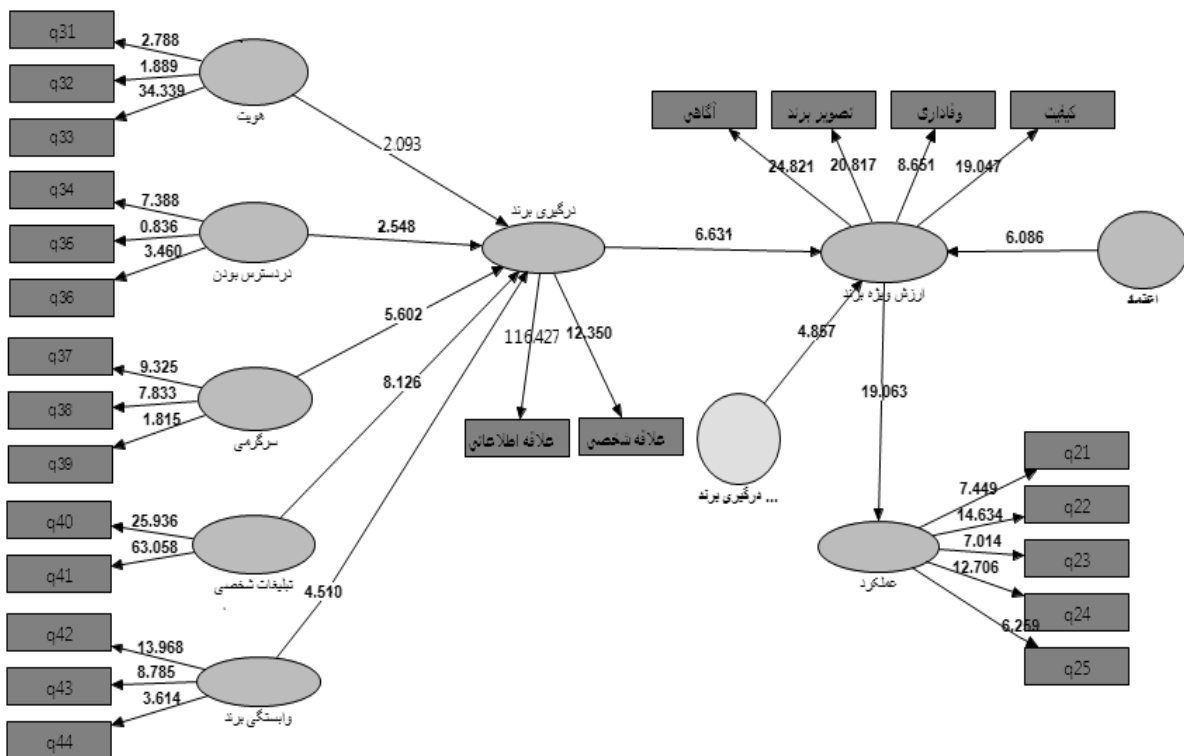 q31
2.788
q32
1.889
34.339
q33
هویت
2.093
q34
7.388
q35
0.836
3.460
q36
دردسترس بودن
2.548
q37
9.325
q38
7.833
1.815
q39
سرگرمی
5.602
q40
25.936
q41
63.058
تبلیغات شخصی
8.126
q42
13.968
q43
8.785
3.614
q44
وابستگی برند
4.510
درگیری برند
116.427
12.350
علاقه اطلاعاتی
علاقه شخصی
6.631
آگاهی
تصویر برند
وفاداری
کیفیت
24.821
20.817
8.651
19.047
ارزش ویژه برند
6.086
اعتماد
4.857
درگیری برند ...
19.063
عملکرد
q21
7.449
q22
14.634
q23
7.014
q24
12.706
q25
6.259